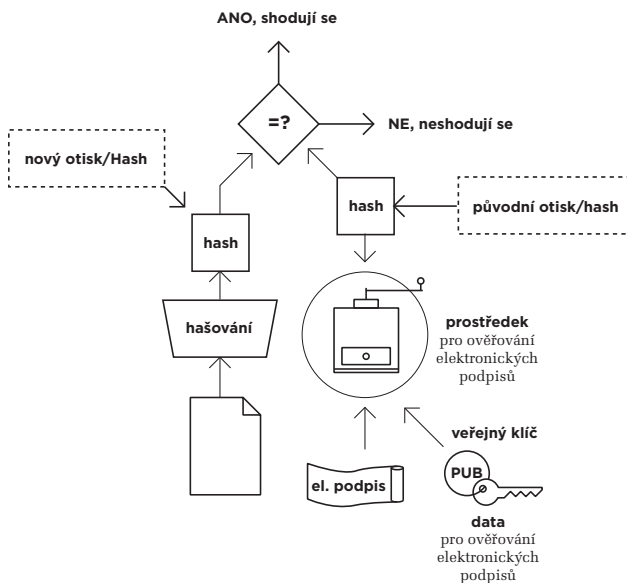 ANO, shodují se
=?
NE, neshodují se
nový otisk/Hash
hash
původní otisk/hash
hash
hašování
prostředek
pro ověřování
elektronických
podpisů
veřejný klíč
el. podpis
PUB
data
pro ověřování
elektronických
podpisů